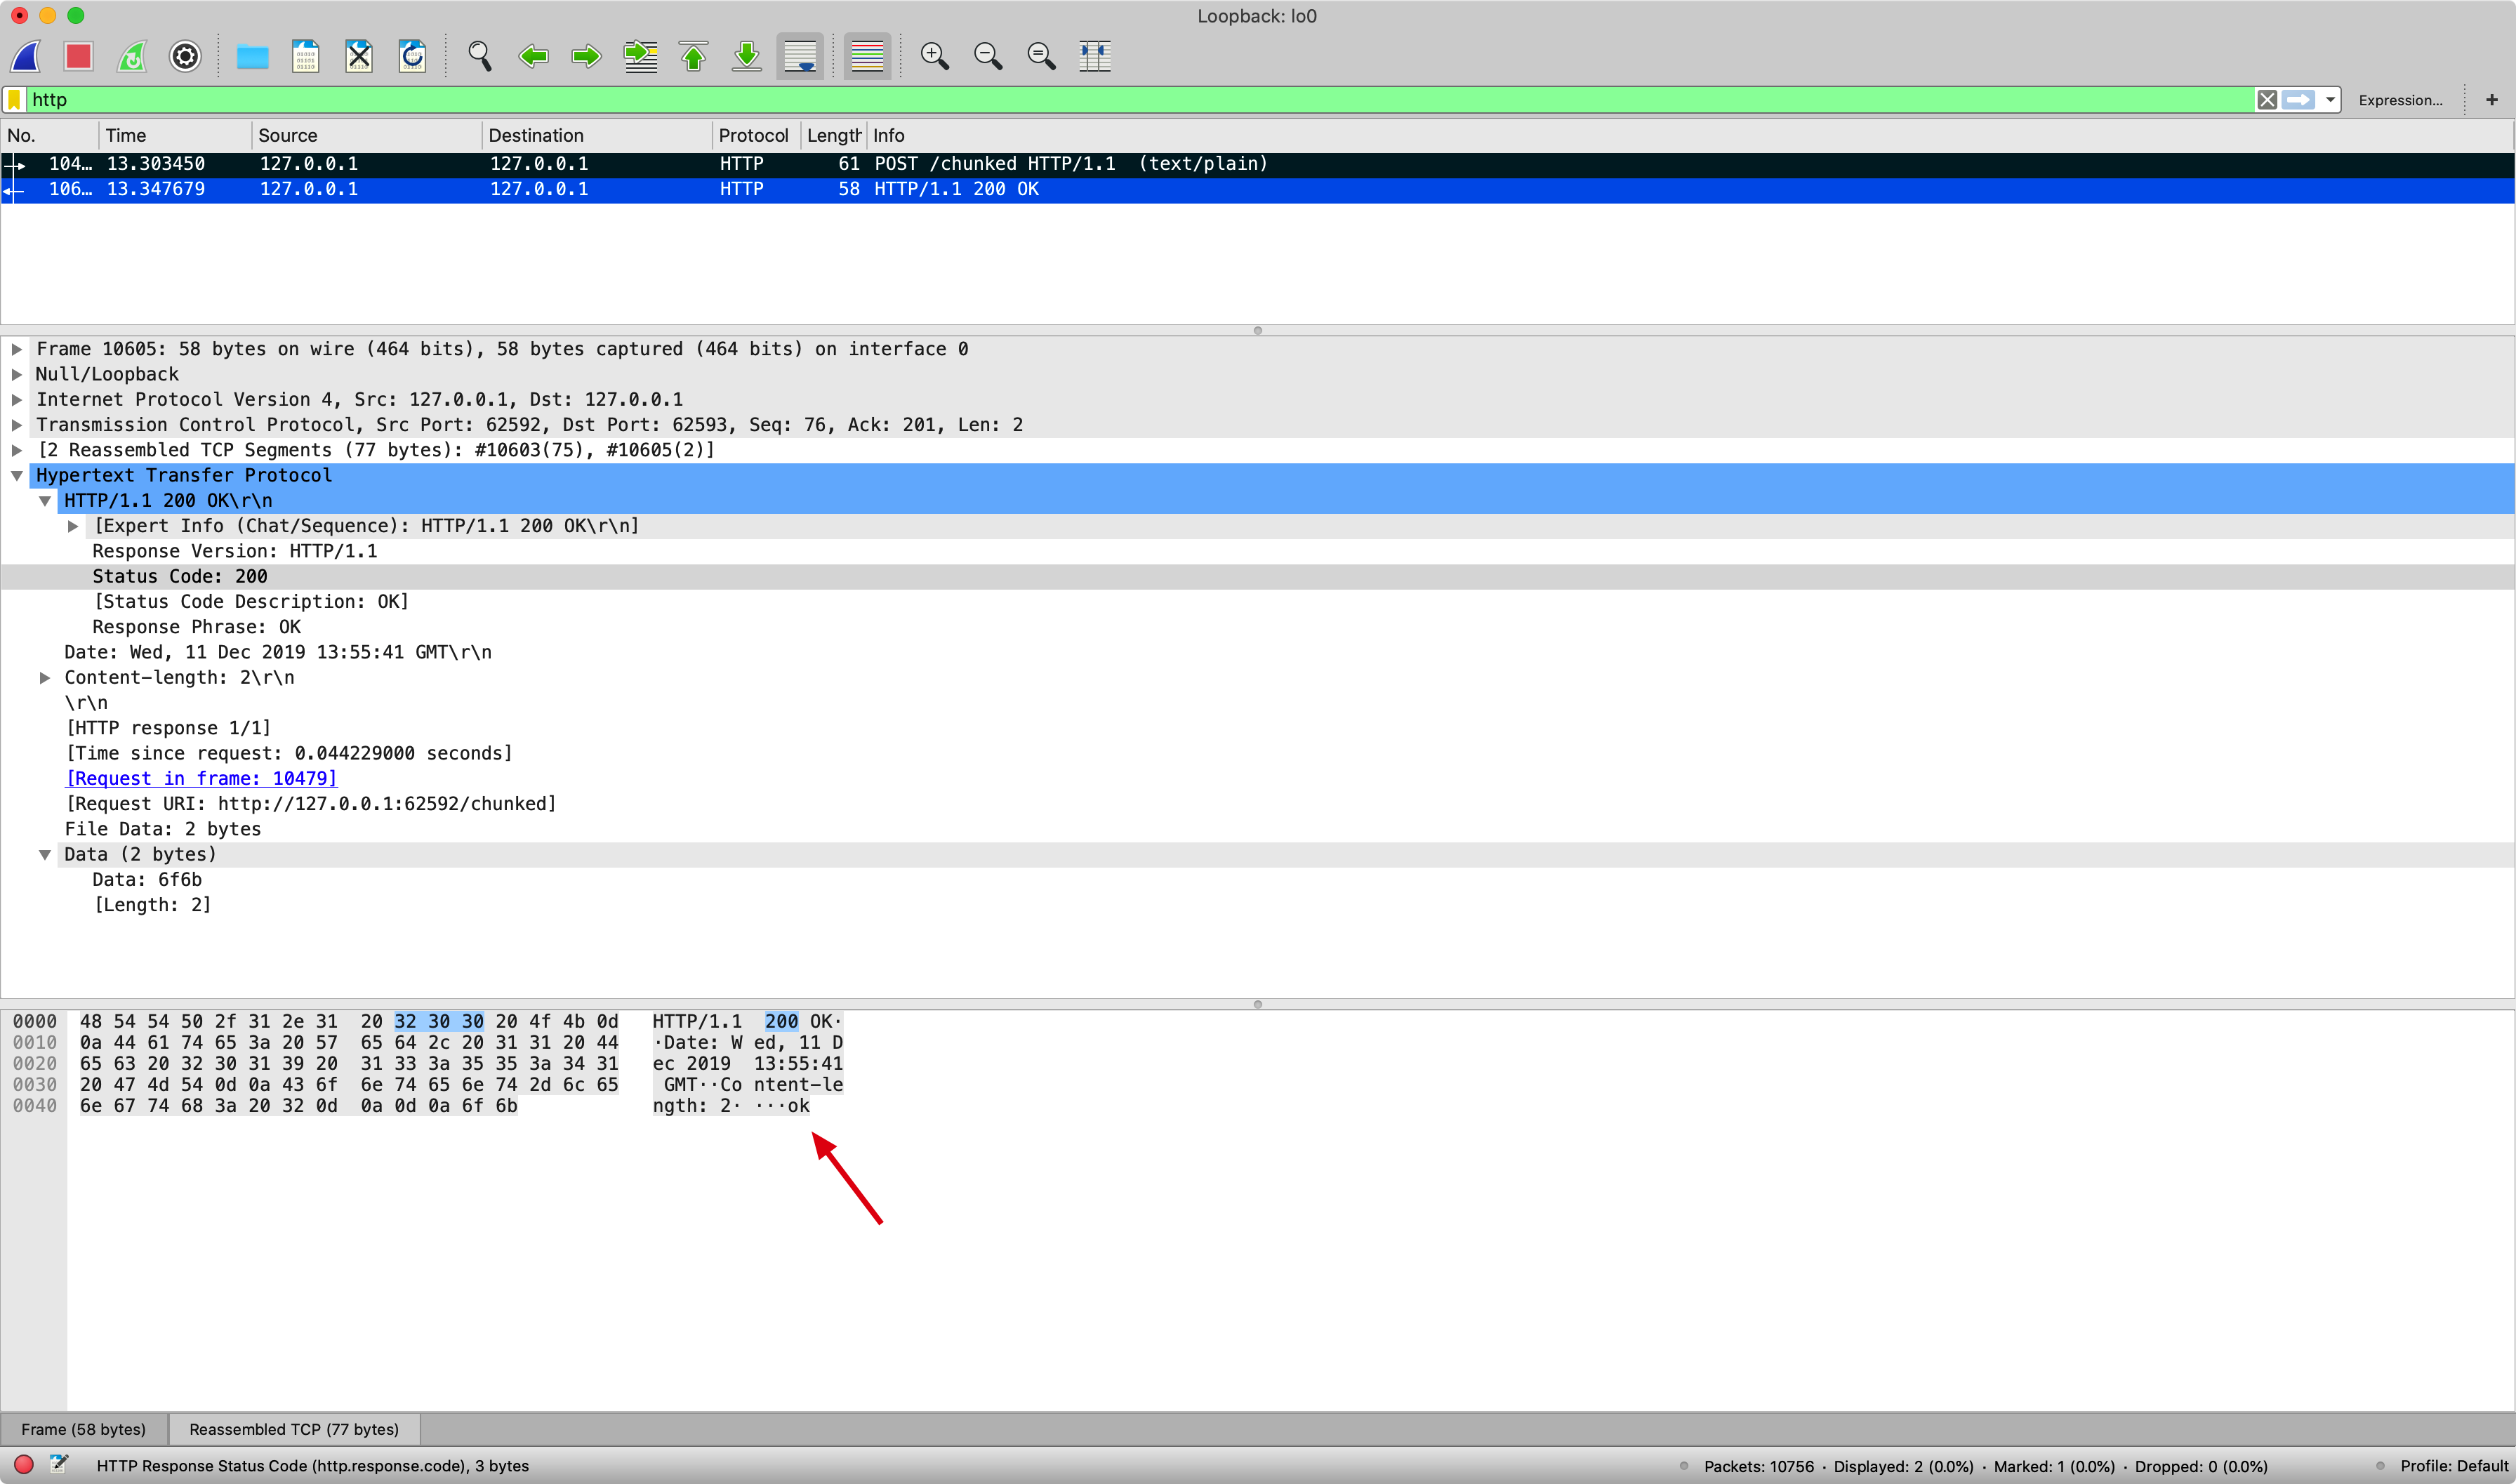 Loopback: lo0
http
Expression... +
No. Time Source Destination Protocol Length Info
104... 13.303450 127.0.0.1 127.0.0.1 HTTP 61 POST /chunked HTTP/1.1 (text/plain)
106... 13.347679 127.0.0.1 127.0.0.1 HTTP 58 HTTP/1.1 200 OK
Frame 10605: 58 bytes on wire (464 bits), 58 bytes captured (464 bits) on interface 0
Null/Loopback
Internet Protocol Version 4, Src: 127.0.0.1, Dst: 127.0.0.1
Transmission Control Protocol, Src Port: 62592, Dst Port: 62593, Seq: 76, Ack: 201, Len: 2
[2 Reassembled TCP Segments (77 bytes): #10603(75), #10605(2)]
Hypertext Transfer Protocol
HTTP/1.1 200 OK\r\n
[Expert Info (Chat/Sequence): HTTP/1.1 200 OK\r\n]
Response Version: HTTP/1.1
Status Code: 200
[Status Code Description: OK]
Response Phrase: OK
Date: Wed, 11 Dec 2019 13:55:41 GMT\r\n
Content-length: 2\r\n
\r\n
[HTTP response 1/1]
[Time since request: 0.044229000 seconds]
[Request in frame: 10479]
[Request URI: http://127.0.0.1:62592/chunked]
File Data: 2 bytes
Data (2 bytes)
Data: 6f6b
[Length: 2]
0000 48 54 54 50 2f 31 2e 31 20 32 30 30 20 4f 4b 0d HTTP/1.1 200 OK·
0010 0a 44 61 74 65 3a 20 57 65 64 2c 20 31 31 20 44 ·Date: W ed, 11 D
0020 65 63 20 32 30 31 39 20 31 33 3a 35 35 3a 34 31 ec 2019 13:55:41
0030 20 47 4d 54 0d 0a 43 6f 6e 74 65 6e 74 2d 6c 65 GMT··Co ntent-le
0040 6e 67 74 68 3a 20 32 0d 0a 0d 0a 6f 6b ngth: 2· ···ok
Frame (58 bytes) Reassembled TCP (77 bytes)
HTTP Response Status Code (http.response.code), 3 bytes Packets: 10756 · Displayed: 2 (0.0%) · Marked: 1 (0.0%) · Dropped: 0 (0.0%) Profile: Default